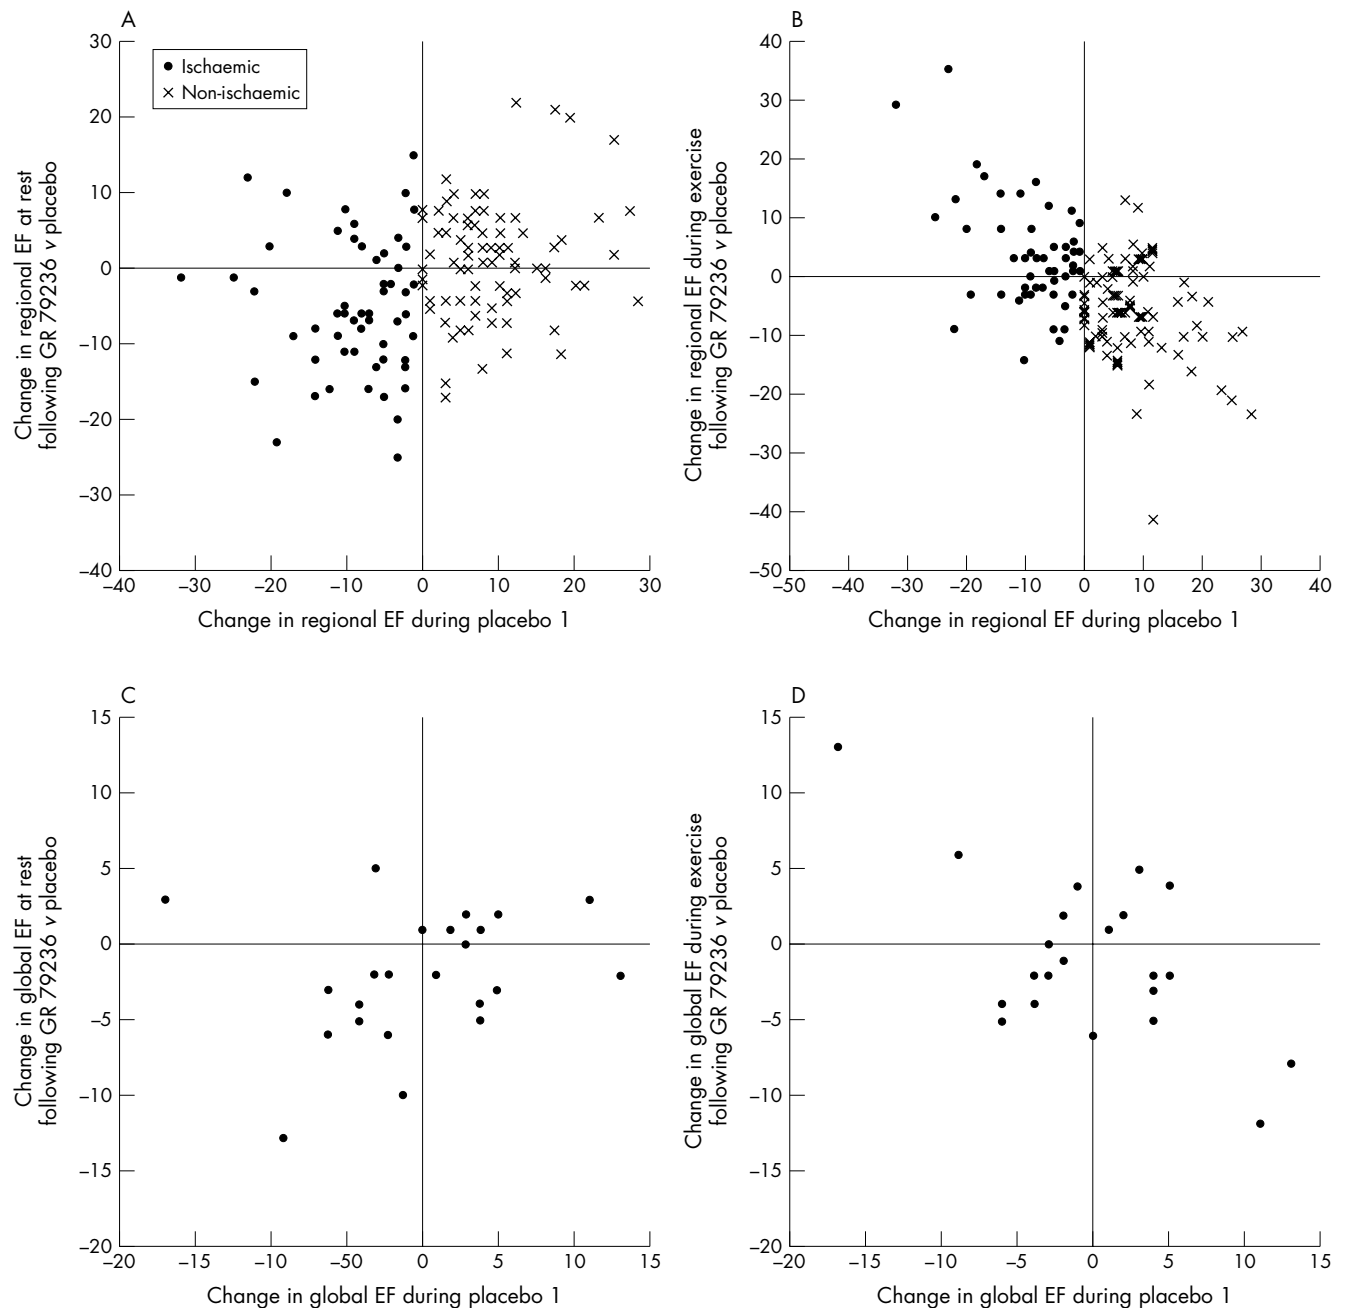 A
30
20
10
0
–10
–20
–30
–40
Ischaemic
Non-ischaemic
Change in regional EF at rest
following GR 79236 v placebo
–40 –30 –20 –10 0 10 20 30
Change in regional EF during placebo 1
B
40
30
20
10
0
–10
–20
–30
–40
–50
Change in regional EF during exercise
following GR 79236 v placebo
–50 –40 –30 –20 –10 0 10 20 30 40
Change in regional EF during placebo 1
C
15
10
5
0
–5
–10
–15
–20
Change in global EF at rest
following GR 79236 v placebo
–20 –15 –10 –50 0 5 10 15
Change in global EF during placebo 1
D
15
10
5
0
–5
–10
–15
–20
Change in global EF during exercise
following GR 79236 v placebo
–20 –10 –5 0 5 10 15
Change in global EF during placebo 1